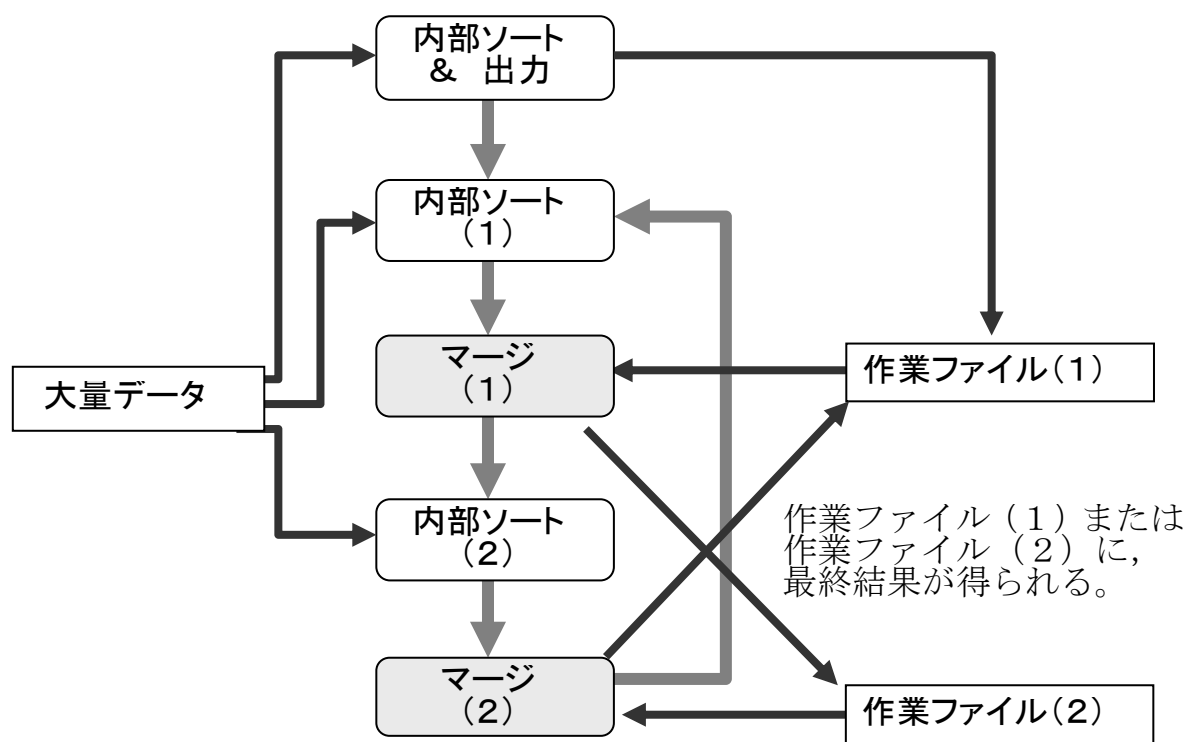 内部ソート
＆ 出力
内部ソート
（１）
マージ
（１）
大量データ
作業ファイル（１）
内部ソート
（２）
作業ファイル（１）または
作業ファイル（２）に，
最終結果が得られる。
マージ
（２）
作業ファイル（２）